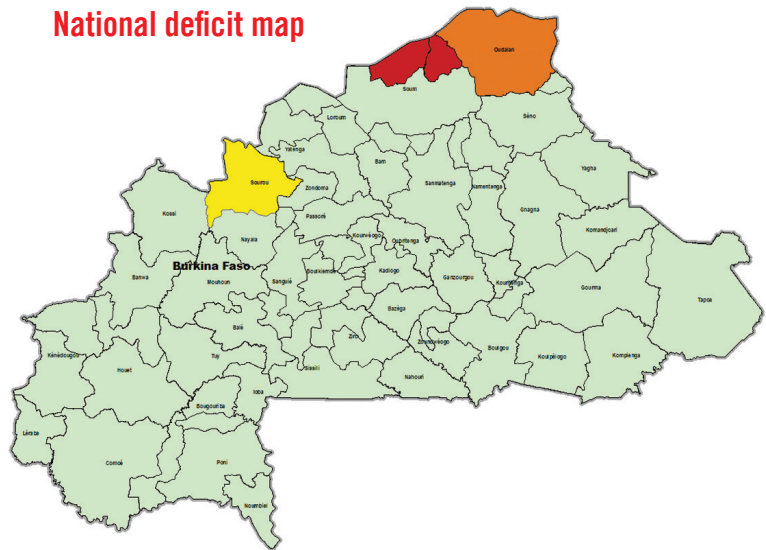 National deficit map
Oudalan
Soum
Loroum
Séno
Yatenga
Bam
Yagha
Sourou
Zondoma
Sanmatenga
Namentenga
Gnagna
Kossi
Passoré
Komandjoari
Nayala
Kourwéogo
Oubritenga
Burkina Faso
Banwa
Mouhoun
Sanguié
Boulkiemde
Kadiogo
Ganzourgou
Kouritenga
Gourma
Tapoa
Bazéga
Balé
Ziro
Zoundwéogo
Kénédougou
Houet
Tuy
Sissili
Nahouri
Boulgou
Koulpélogo
Kompienga
Ioba
Bougouriba
Léraba
Comoé
Poni
Noumbiel